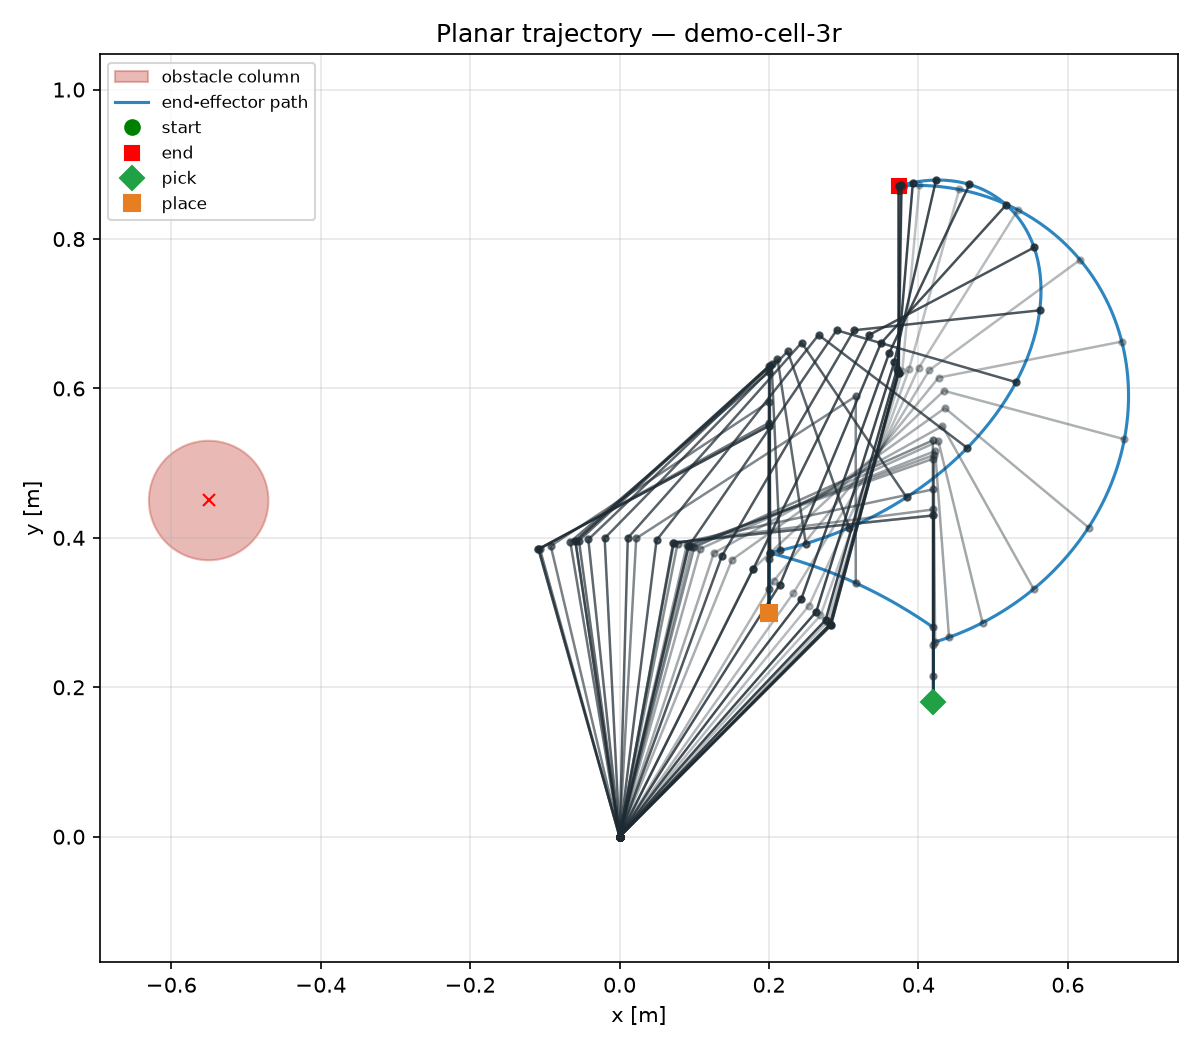 Planar trajectory — demo-cell-3r
obstacle column
end-effector path
start
end
pick
place
1.0
0.8
0.6
0.4
0.2
0.0
y [m]
−0.6
−0.4
−0.2
0.0
0.2
0.4
0.6
x [m]